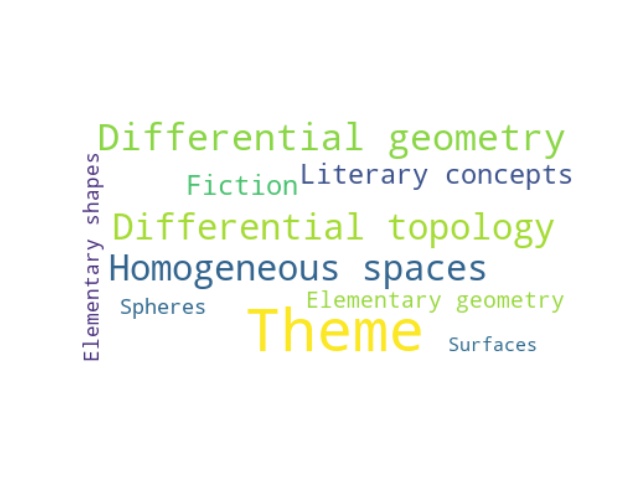 Differential geometry
Elementary shapes
Fiction
Literary concepts
Differential topology
Homogeneous spaces
Spheres
Elementary geometry
Theme
Surfaces